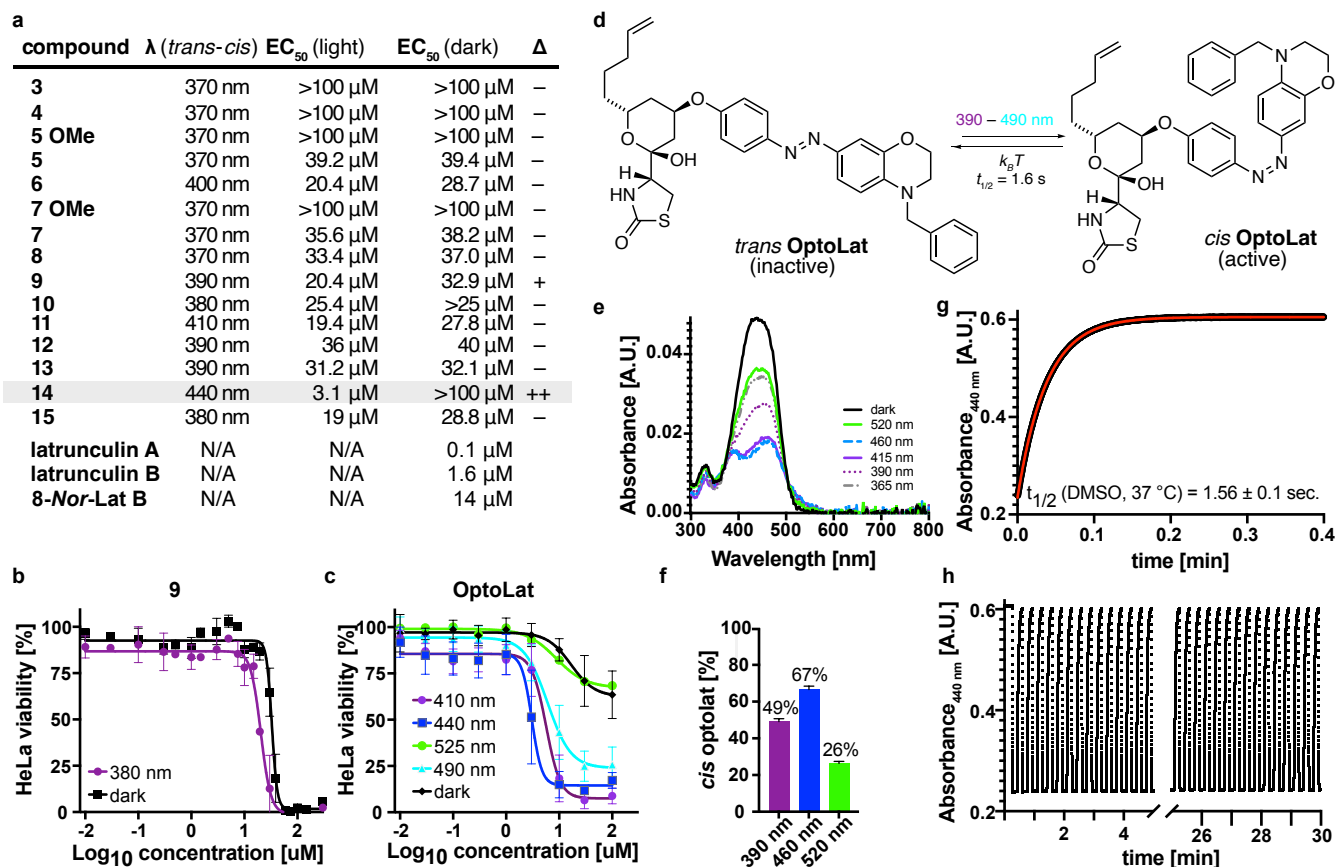 a
compound λ (trans-cis) EC50 (light) EC50 (dark) Δ
3 370 nm >100 µM >100 µM –
4 370 nm >100 µM >100 µM –
5 OMe 370 nm >100 µM >100 µM –
5 370 nm 39.2 µM 39.4 µM –
6 400 nm 20.4 µM 28.7 µM –
7 OMe 370 nm >100 µM >100 µM –
7 370 nm 35.6 µM 38.2 µM –
8 370 nm 33.4 µM 37.0 µM –
9 390 nm 20.4 µM 32.9 µM +
10 380 nm 25.4 µM >25 µM –
11 410 nm 19.4 µM 27.8 µM –
12 390 nm 36 µM 40 µM –
13 390 nm 31.2 µM 32.1 µM –
14 440 nm 3.1 µM >100 µM ++
15 380 nm 19 µM 28.8 µM –
latrunculin A N/A N/A 0.1 µM
latrunculin B N/A N/A 1.6 µM
8-Nor-Lat B N/A N/A 14 µM
d
O
O
OH
HN
S
O
H
N
N
O
N
390 – 490 nm
kBT
t1/2 = 1.6 s
N
O
O
O
OH
HN
S
O
H
N
N
trans OptoLat
(inactive)
cis OptoLat
(active)
b
9
HeLa viability [%]
100
75
50
25
0
380 nm
dark
-2 -1 0 1 2
Log10 concentration [uM]
c
OptoLat
HeLa viability [%]
100
75
50
25
0
410 nm
440 nm
525 nm
490 nm
dark
-2 -1 0 1 2
Log10 concentration [uM]
e
Absorbance [A.U.]
0.04
0.02
0.00
dark
520 nm
460 nm
415 nm
390 nm
365 nm
300 400 500 600 700 800
Wavelength [nm]
f
cis optolat [%]
80
60
40
20
0
49%
67%
26%
390 nm
460 nm
520 nm
g
Absorbance440 nm [A.U.]
0.6
0.4
0.2
t1/2 (DMSO, 37 °C) = 1.56 ± 0.1 sec.
0.0 0.1 0.2 0.3 0.4
time [min]
h
Absorbance440 nm [A.U.]
0.6
0.4
0.2
2 4 26 28 30
time [min]